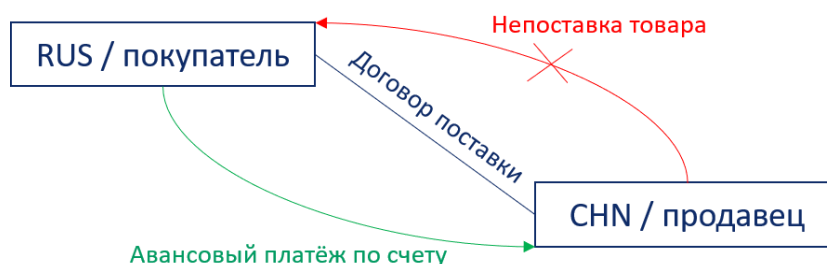 Непоставка товара
RUS / покупатель
Договор поставки
CHN / продавец
Авансовый платёж по счету